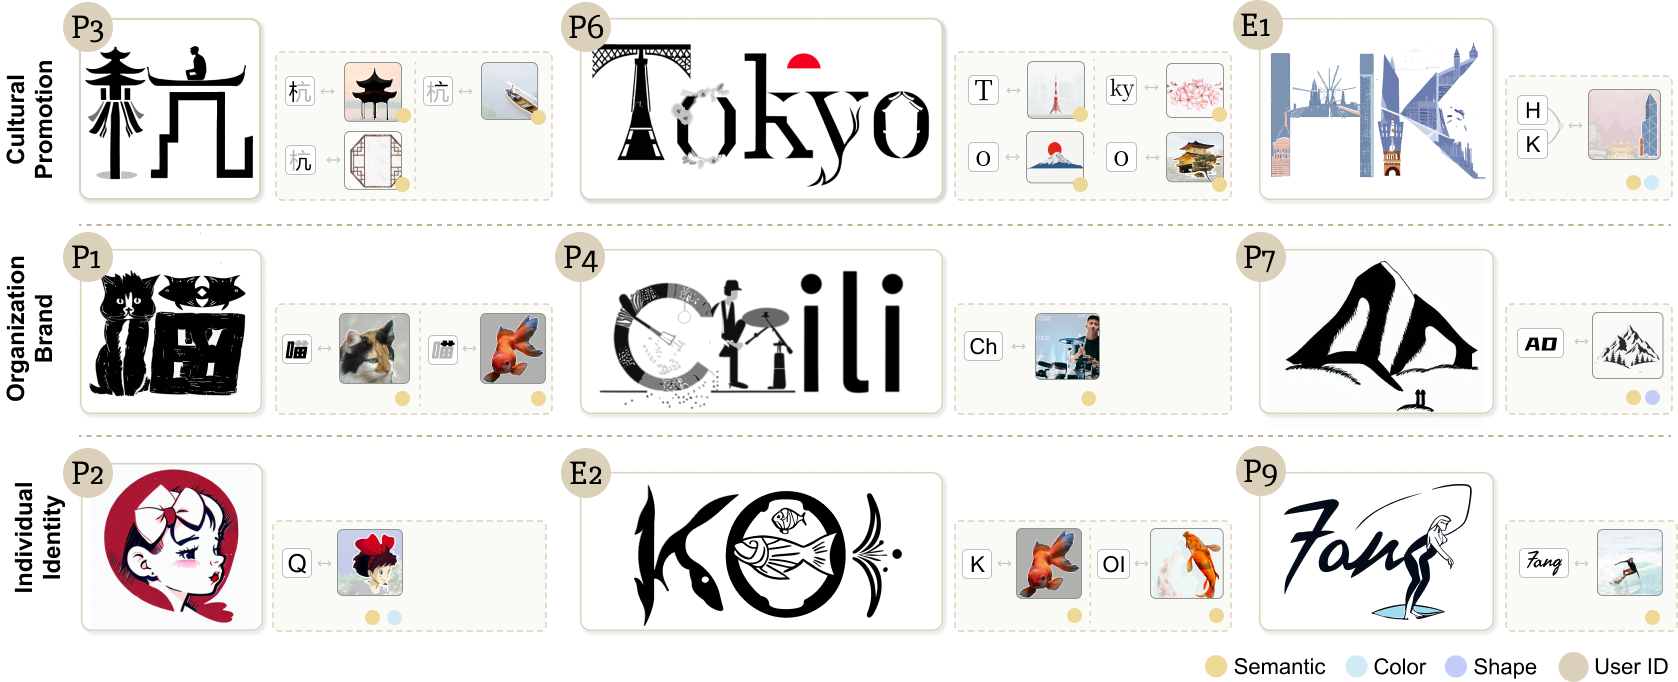 Cultural
Promotion
P3
杭
杭
杭
杭
P6
Tokyo
T
ky
o
o
E1
HK
H
K
Organization
Brand
P1
P4
Chili
Ch
P7
AD
Individual
Identity
P2
Q
E2
KOI
K
OI
P9
Fang
Fang
Semantic
Color
Shape
User ID